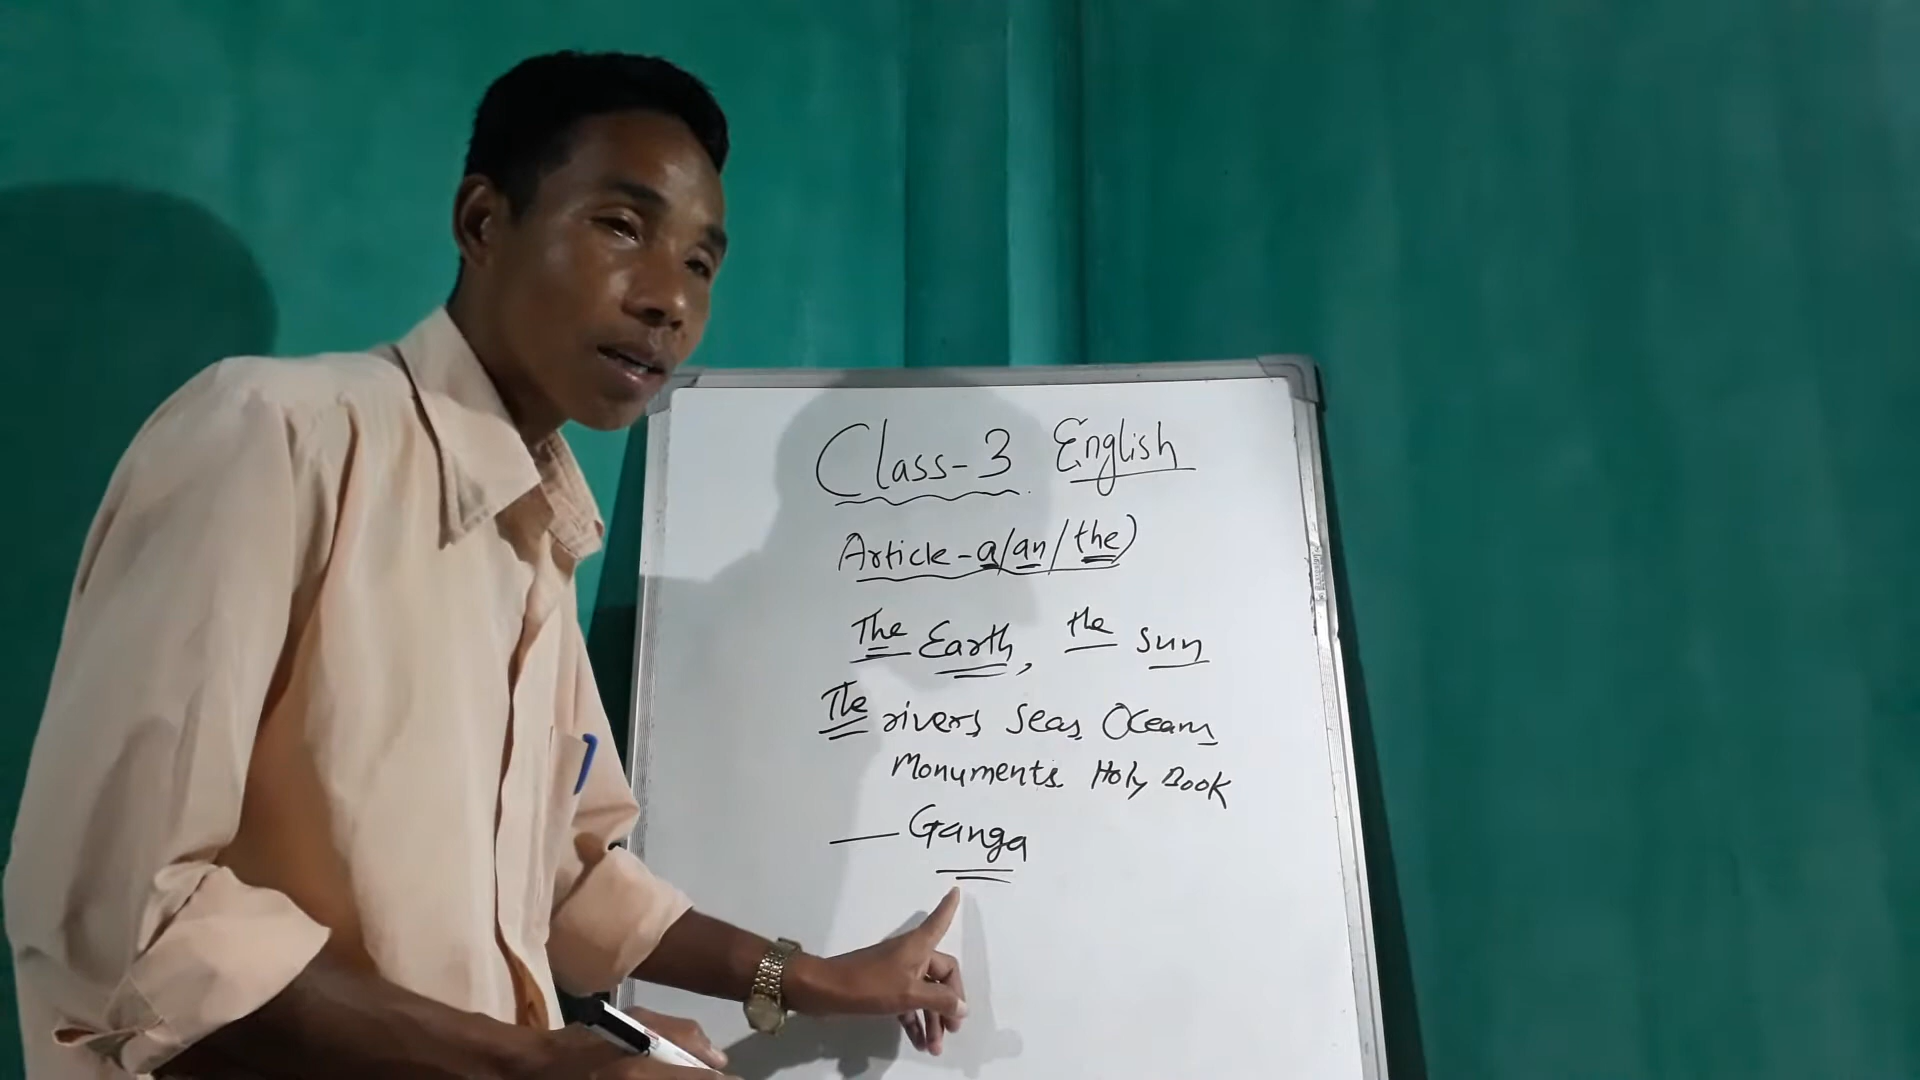 Class-3 English
Article-a/an/the)
The Earth, the sun
The rivers seas Oceans
Monuments Holy Book
— Ganga